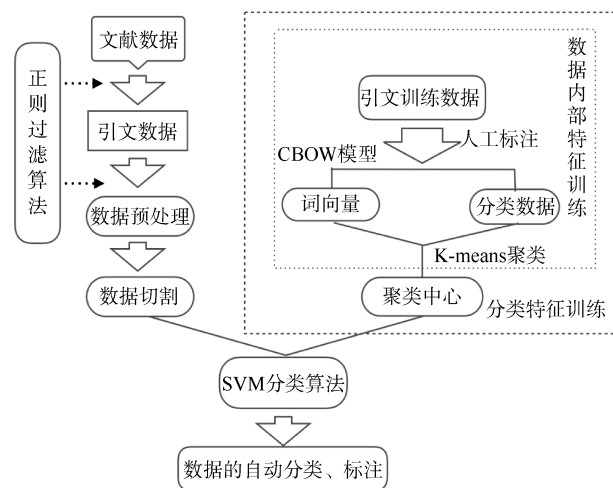 文献数据
正则过滤算法
引文数据
数据预处理
数据切割
数据内部特征训练
引文训练数据
人工标注
CBOW模型
词向量
分类数据
K-means聚类
聚类中心
分类特征训练
SVM分类算法
数据的自动分类、标注